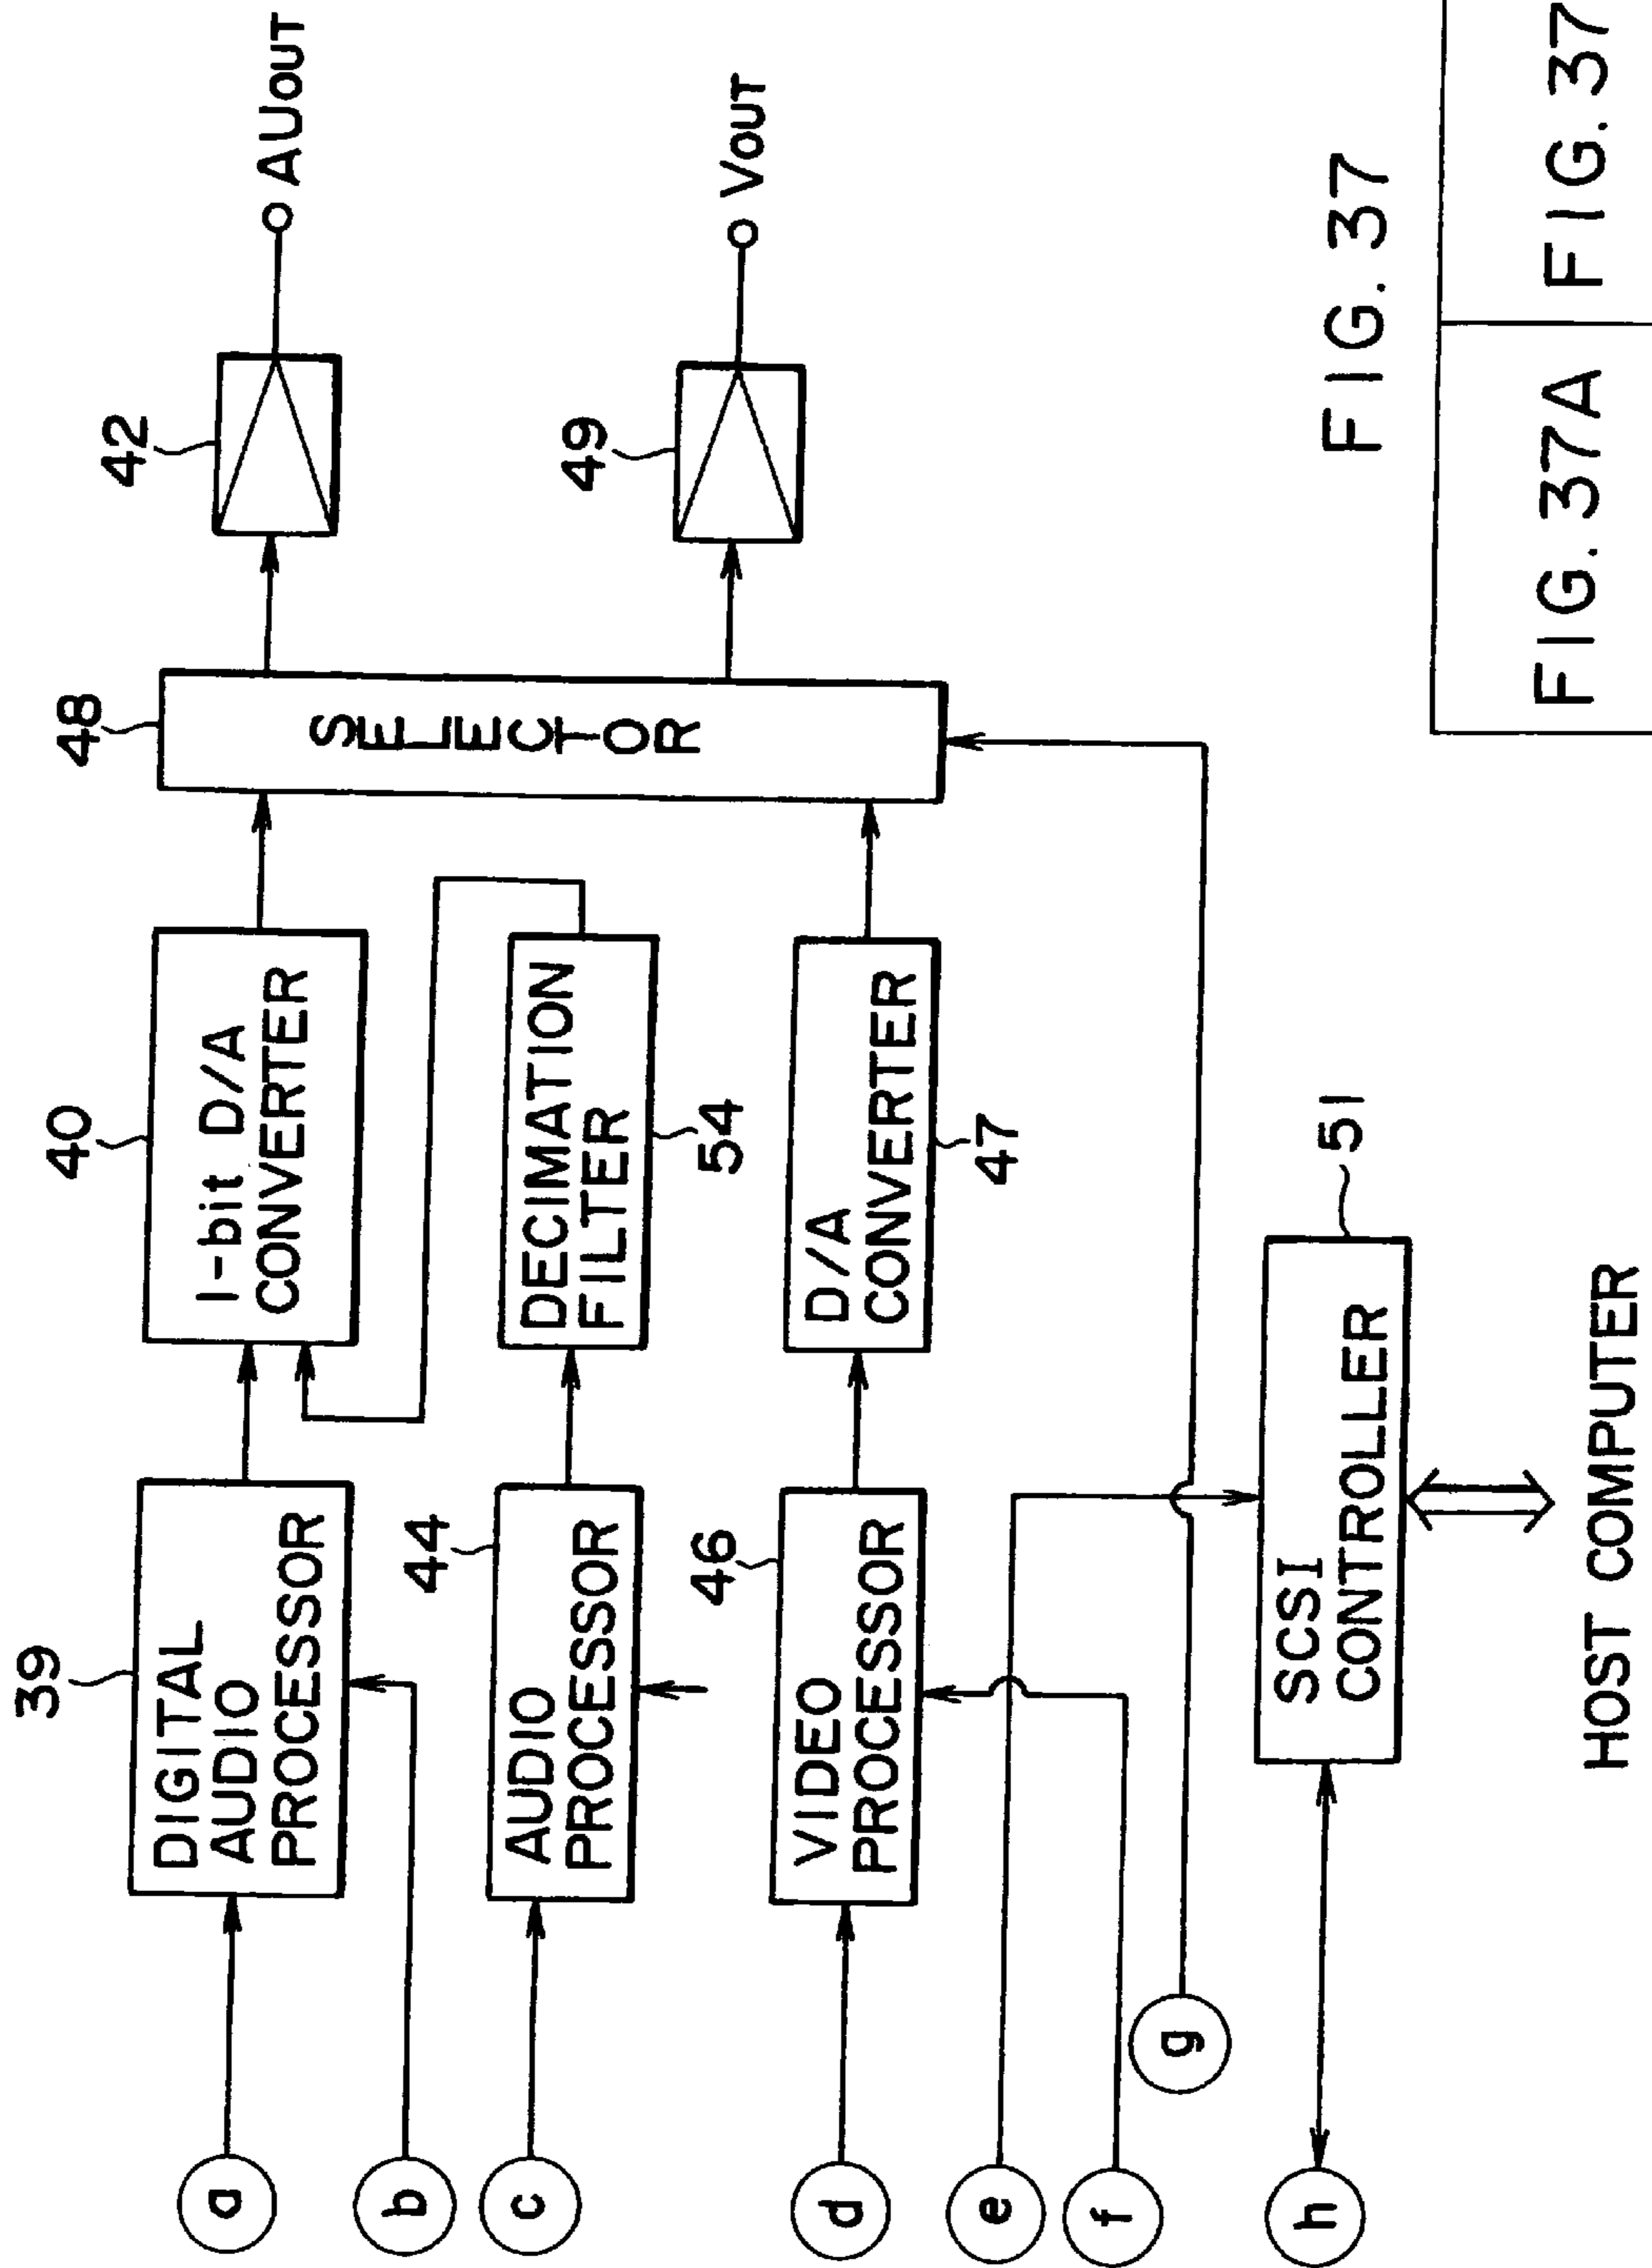 39
DIGITAL
AUDIO
PROCESSOR
40
1-bit D/A
CONVERTER
48
SELECTOR
42
AUOUT
44
AUDIO
PROCESSOR
DECIMATION
FILTER
54
49
VOUT
46
VIDEO
PROCESSOR
D/A
CONVERTER
47
SCSI
CONTROLLER
51
HOST COMPUTER
a
b
c
d
e
f
g
h
FIG. 37
FIG. 37A
FIG. 37